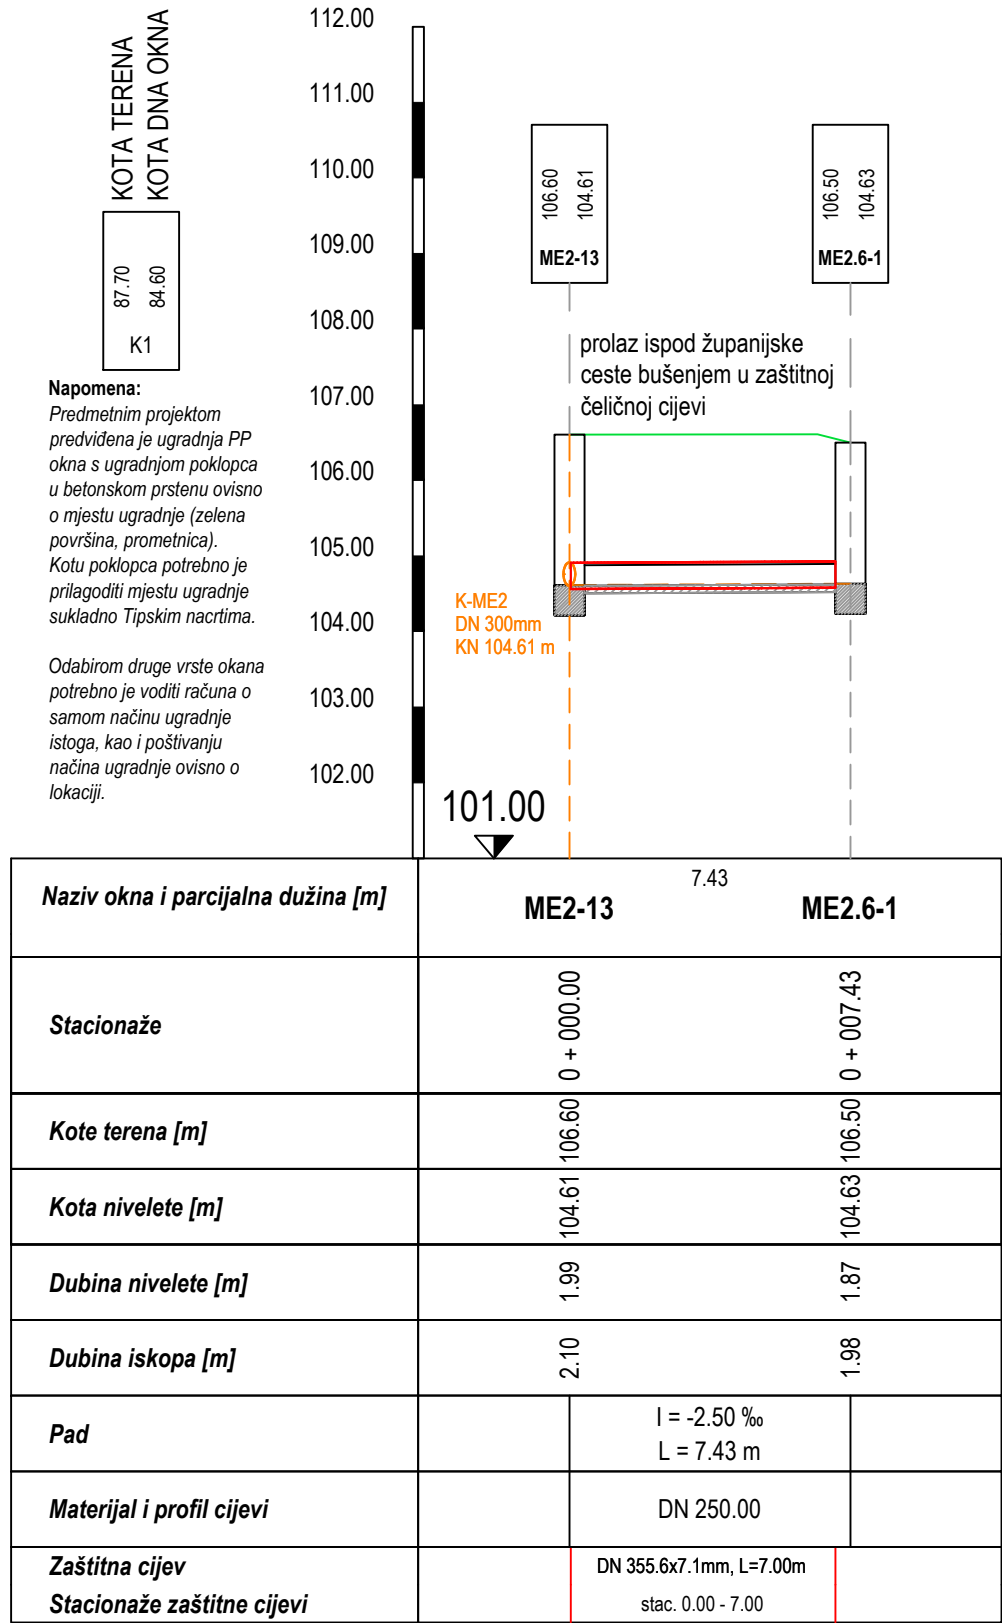 KOTA TERENA
KOTA DNA OKNA
87.70
84.60
K1
Napomena:
Predmetnim projektom
predviđena je ugradnja PP
okna s ugradnjom poklopca
u betonskom prstenu ovisno
o mjestu ugradnje (zelena
površina, prometnica).
Kotu poklopca potrebno je
prilagoditi mjestu ugradnje
sukladno Tipskim nacrtima.
Odabirom druge vrste okana
potrebno je voditi računa o
samom načinu ugradnje
istoga, kao i poštivanju
načina ugradnje ovisno o
lokaciji.
112.00
111.00
110.00
109.00
108.00
107.00
106.00
105.00
104.00
103.00
102.00
101.00
106.60
104.61
ME2-13
106.50
104.63
ME2.6-1
prolaz ispod županijske
ceste bušenjem u zaštitnoj
čeličnoj cijevi
K-ME2
DN 300mm
KN 104.61 m
Naziv okna i parcijalna dužina [m]
7.43
ME2-13 ME2.6-1
Stacionaže
0 + 000.00
0 + 007.43
Kote terena [m]
106.60
106.50
Kota nivelete [m]
104.61
104.63
Dubina nivelete [m]
1.99
1.87
Dubina iskopa [m]
2.10
1.98
Pad
I = -2.50 ‰
L = 7.43 m
Materijal i profil cijevi
DN 250.00
Zaštitna cijev
DN 355.6x7.1mm, L=7.00m
Stacionaže zaštitne cijevi
stac. 0.00 - 7.00